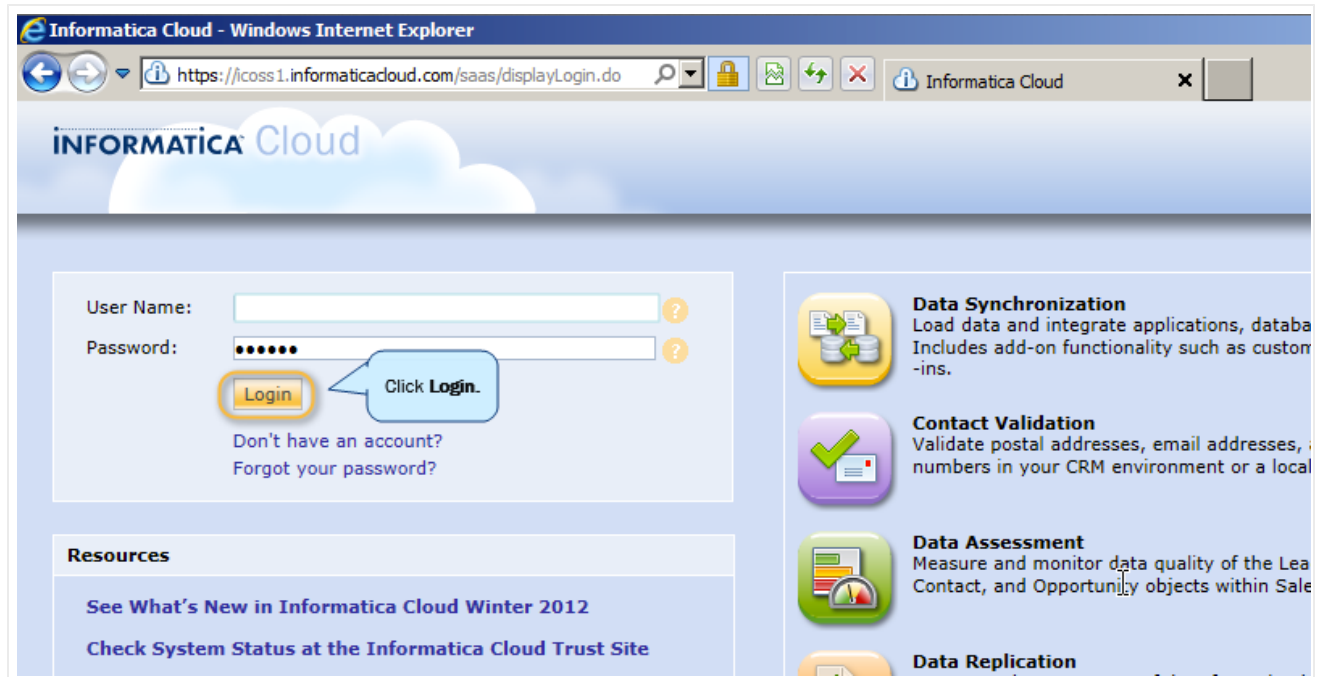 Informatica Cloud - Windows Internet Explorer
https://icoss1.informaticacloud.com/saas/displayLogin.do
Informatica Cloud
INFORMATICA Cloud
User Name:
Password:
Login
Click Login.
Don't have an account?
Forgot your password?
Resources
See What's New in Informatica Cloud Winter 2012
Check System Status at the Informatica Cloud Trust Site
Data Synchronization
Load data and integrate applications, databa
Includes add-on functionality such as custom
-ins.
Contact Validation
Validate postal addresses, email addresses,
numbers in your CRM environment or a local
Data Assessment
Measure and monitor data quality of the Lea
Contact, and Opportunity objects within Sale
Data Replication